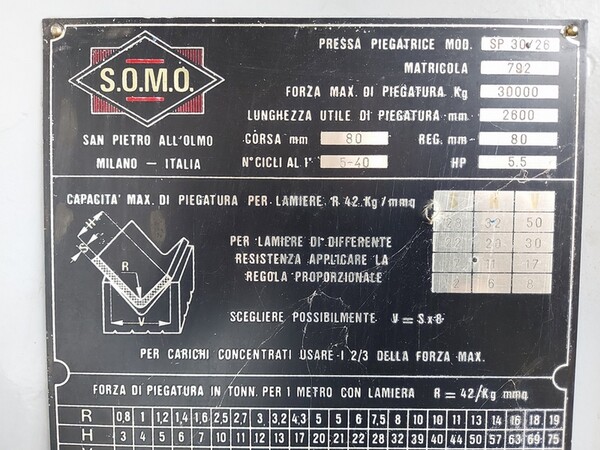 S.O.M.O.
SAN PIETRO ALL'OLMO
MILANO — ITALIA
PRESSA PIEGATRICE MOD. SP 30/26
MATRICOLA 792
FORZA MAX. DI PIEGATURA Kg 30000
LUNGHEZZA UTILE DI PIEGATURA mm 2600
CORSA mm 80 REG. mm 80
N° CICLI AL 1' 5-40 HP 5.5
CAPACITA' MAX. DI PIEGATURA PER LAMIERE R 42 Kg/mmq
S H V
32 50
20 30
11 17
2 6 8
H
S
R
V
PER LAMIERE DI DIFFERENTE
RESISTENZA APPLICARE LA
REGOLA PROPORZIONALE
SCEGLIERE POSSIBILMENTE V = S x 8
PER CARICHI CONCENTRATI USARE I 2/3 DELLA FORZA MAX.
FORZA DI PIEGATURA IN TONN. PER 1 METRO CON LAMIERA R = 42/Kg mmq
R 0,8 1 1,2 1,4 1,6 2,5 2,7 3 3,2 4,3 5 5 6 7,5 8 10 10 11 13 14 16 18 19
H 3 4 5 6 7 10 11 12 13 17 20 21 28 30 32 39 40 44 50 57 63 69 75